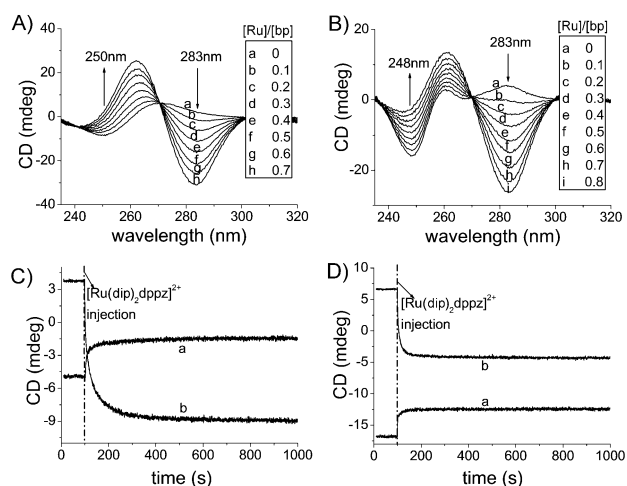 A)
CD (mdeg)
40
20
0
-20
-40
240
260
280
300
320
wavelength (nm)
250nm
283nm
a
b
c
d
e
f
g
h
[Ru]/[bp]
a 0
b 0.1
c 0.2
d 0.3
e 0.4
f 0.5
g 0.6
h 0.7
B)
CD (mdeg)
20
0
-20
240
260
280
300
320
wavelength (nm)
248nm
283nm
a
b
c
d
e
f
g
h
i
[Ru]/[bp]
a 0
b 0.1
c 0.2
d 0.3
e 0.4
f 0.5
g 0.6
h 0.7
i 0.8
C)
CD (mdeg)
3
0
-3
-6
-9
0 200 400 600 800 1000
time (s)
[Ru(dip)2dppz]2+
injection
a
b
D)
CD (mdeg)
10
5
0
-5
-10
-15
0 200 400 600 800 1000
time (s)
[Ru(dip)2dppz]2+
injection
b
a